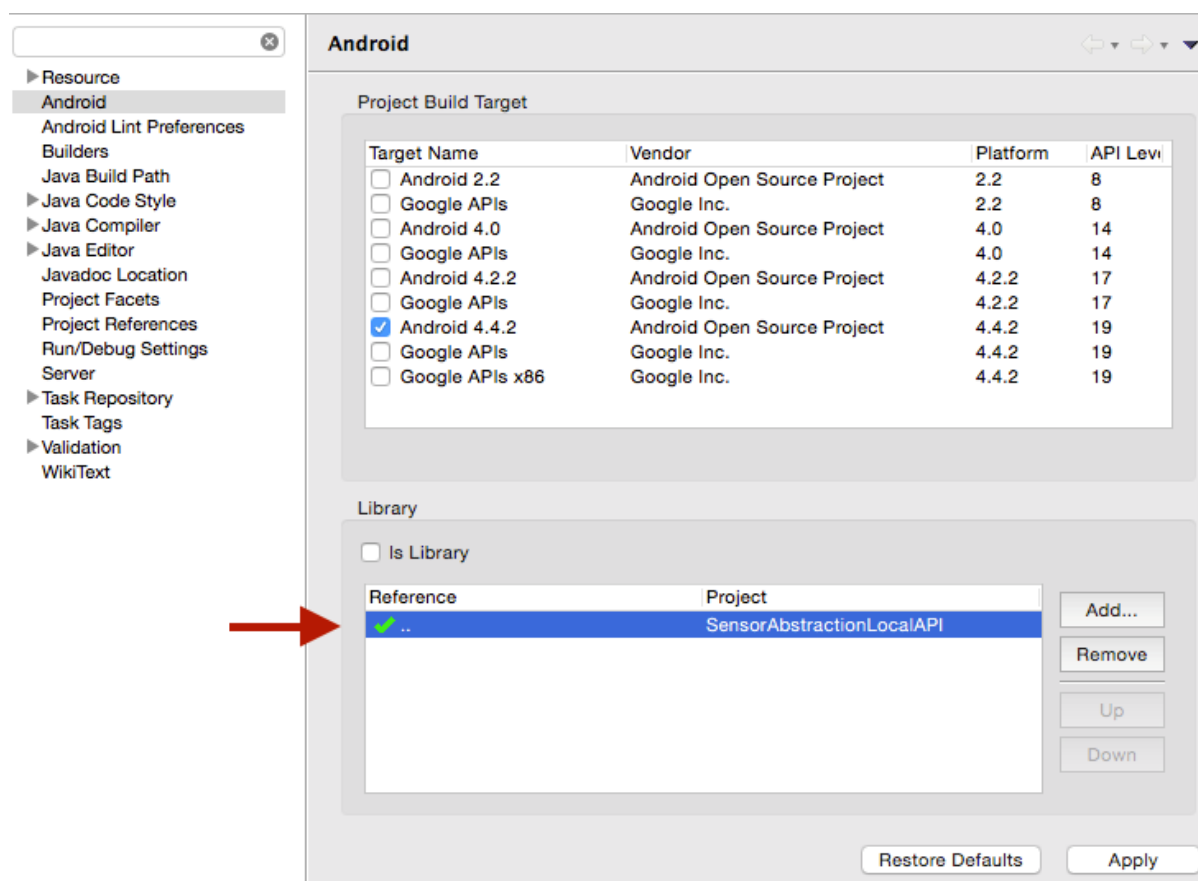 Android
Resource
Android
Android Lint Preferences
Builders
Java Build Path
Java Code Style
Java Compiler
Java Editor
Javadoc Location
Project Facets
Project References
Run/Debug Settings
Server
Task Repository
Task Tags
Validation
WikiText
Project Build Target
Target Name Vendor Platform API Leve
Android 2.2 Android Open Source Project 2.2 8
Google APIs Google Inc. 2.2 8
Android 4.0 Android Open Source Project 4.0 14
Google APIs Google Inc. 4.0 14
Android 4.2.2 Android Open Source Project 4.2.2 17
Google APIs Google Inc. 4.2.2 17
Android 4.4.2 Android Open Source Project 4.4.2 19
Google APIs Google Inc. 4.4.2 19
Google APIs x86 Google Inc. 4.4.2 19
Library
Is Library
Reference Project
.. SensorAbstractionLocalAPI
Add...
Remove
Up
Down
Restore Defaults Apply